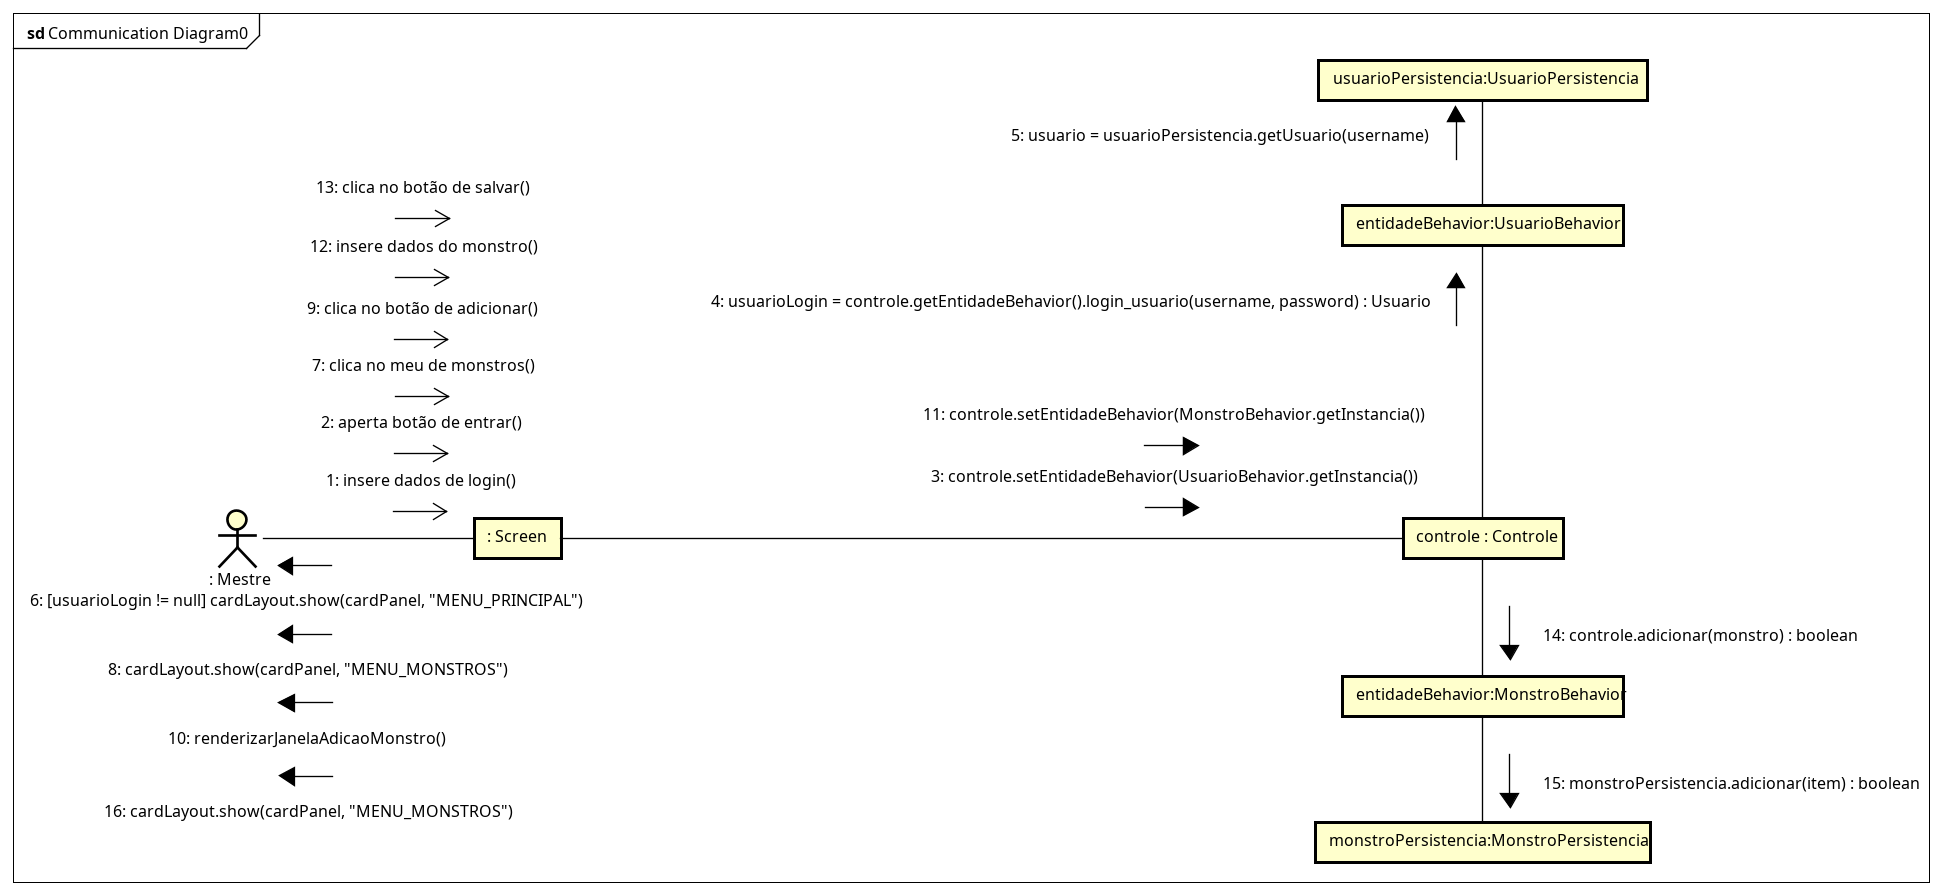 sd Communication Diagram0
usuarioPersistencia:UsuarioPersistencia
5: usuario = usuarioPersistencia.getUsuario(username)
13: clica no botão de salvar()
entidadeBehavior:UsuarioBehavior
12: insere dados do monstro()
4: usuarioLogin = controle.getEntidadeBehavior().login_usuario(username, password) : Usuario
9: clica no botão de adicionar()
7: clica no meu de monstros()
11: controle.setEntidadeBehavior(MonstroBehavior.getInstancia())
2: aperta botão de entrar()
3: controle.setEntidadeBehavior(UsuarioBehavior.getInstancia())
1: insere dados de login()
: Screen
controle : Controle
: Mestre
6: [usuarioLogin != null] cardLayout.show(cardPanel, "MENU_PRINCIPAL")
14: controle.adicionar(monstro) : boolean
8: cardLayout.show(cardPanel, "MENU_MONSTROS")
entidadeBehavior:MonstroBehavior
10: renderizarJanelaAdicaoMonstro()
15: monstroPersistencia.adicionar(item) : boolean
16: cardLayout.show(cardPanel, "MENU_MONSTROS")
monstroPersistencia:MonstroPersistencia